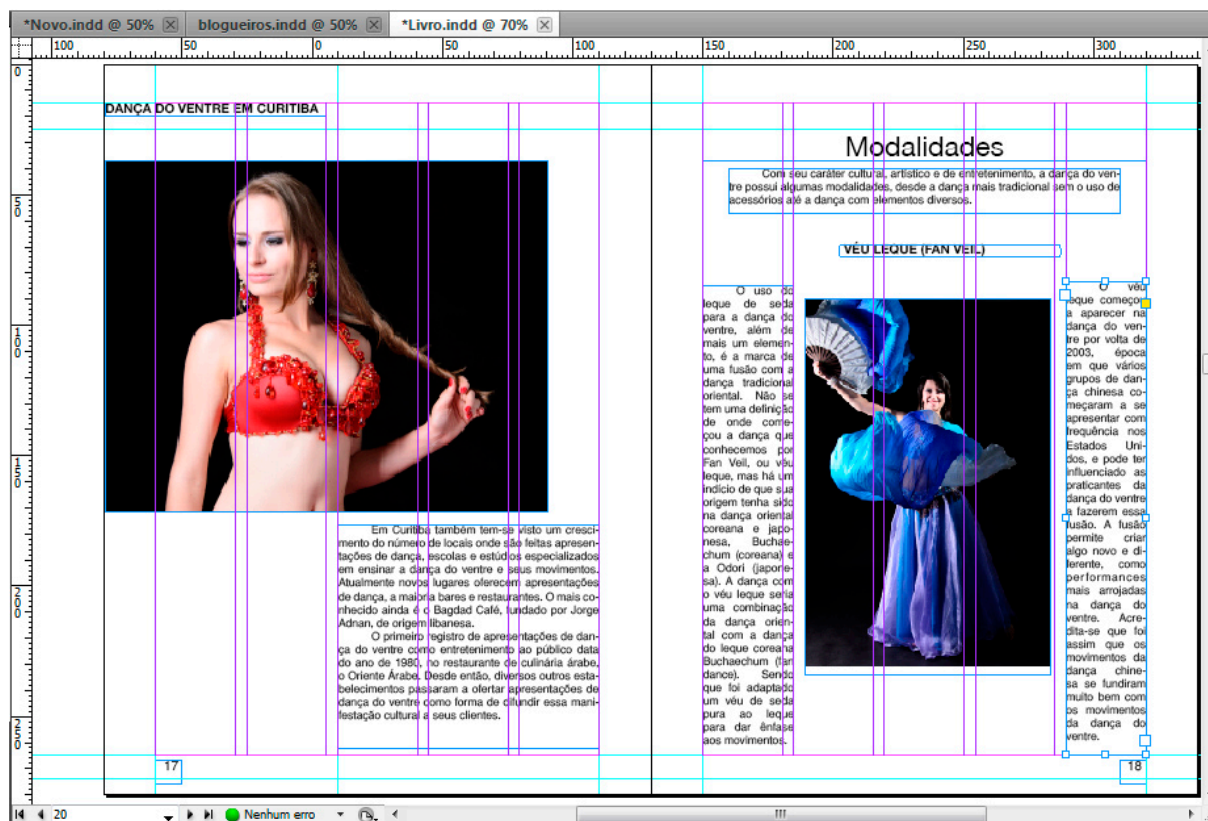 *Novo.indd @ 50%
blogueiros.indd @ 50%
*Livro.indd @ 70%
100 50 0 50 100 150 200 250 300
0
50
100
150
200
250
DANÇA DO VENTRE EM CURITIBA
Em Curitiba também tem-se visto um cresci-
mento do número de locais onde são feitas apresen-
tações de dança, escolas e estúdios especializados
em ensinar a dança do ventre e seus movimentos.
Atualmente novos lugares oferecem apresentações
de dança, a maioria bares e restaurantes. O mais co-
nhecido ainda é o Bagdad Café, fundado por Jorge
Adnan, de origem libanesa.
O primeiro registro de apresentações de dan-
ça do ventre como entretenimento ao público data
do ano de 1980, no restaurante de culinária árabe,
o Oriente Árabe. Desde então, diversos outros esta-
belecimentos passaram a ofertar apresentações de
dança do ventre como forma de difundir essa mani-
festação cultural a seus clientes.
17
Modalidades
Com seu caráter cultural, artístico e de entretenimento, a dança do ven-
tre possui algumas modalidades, desde a dança mais tradicional sem o uso de
acessórios até a dança com elementos diversos.
VÉU LEQUE (FAN VEIL)
O uso do
leque de seda
para a dança do
ventre, além de
mais um elemen-
to, é a marca de
uma fusão com a
dança tradicional
oriental. Não se
tem uma definição
de onde come-
çou a dança que
conhecemos por
Fan Veil, ou véu
leque, mas há um
indício de que sua
origem tenha sido
na dança oriental
coreana e japo-
nesa, Buchae-
chum (coreana) e
a Odori (japone-
sa). A dança com
o véu leque seria
uma combinação
da dança orien-
tal com a dança
do leque coreana
Buchaechum (fan
dance). Sendo
que foi adaptado
um véu de seda
pura ao leque
para dar ênfase
aos movimentos.
O véu
leque começou
a aparecer na
dança do ven-
tre por volta de
2003, época
em que vários
grupos de dan-
ça chinesa co-
meçaram a se
apresentar com
frequência nos
Estados Uni-
dos, e pode ter
influenciado as
praticantes da
dança do ventre
a fazerem essa
fusão. A fusão
permite criar
algo novo e di-
ferente, como
performances
mais arrojadas
na dança do
ventre. Acre-
dita-se que foi
assim que os
movimentos da
dança chine-
sa se fundiram
muito bem com
os movimentos
da dança do
ventre.
18
20
Nenhum erro